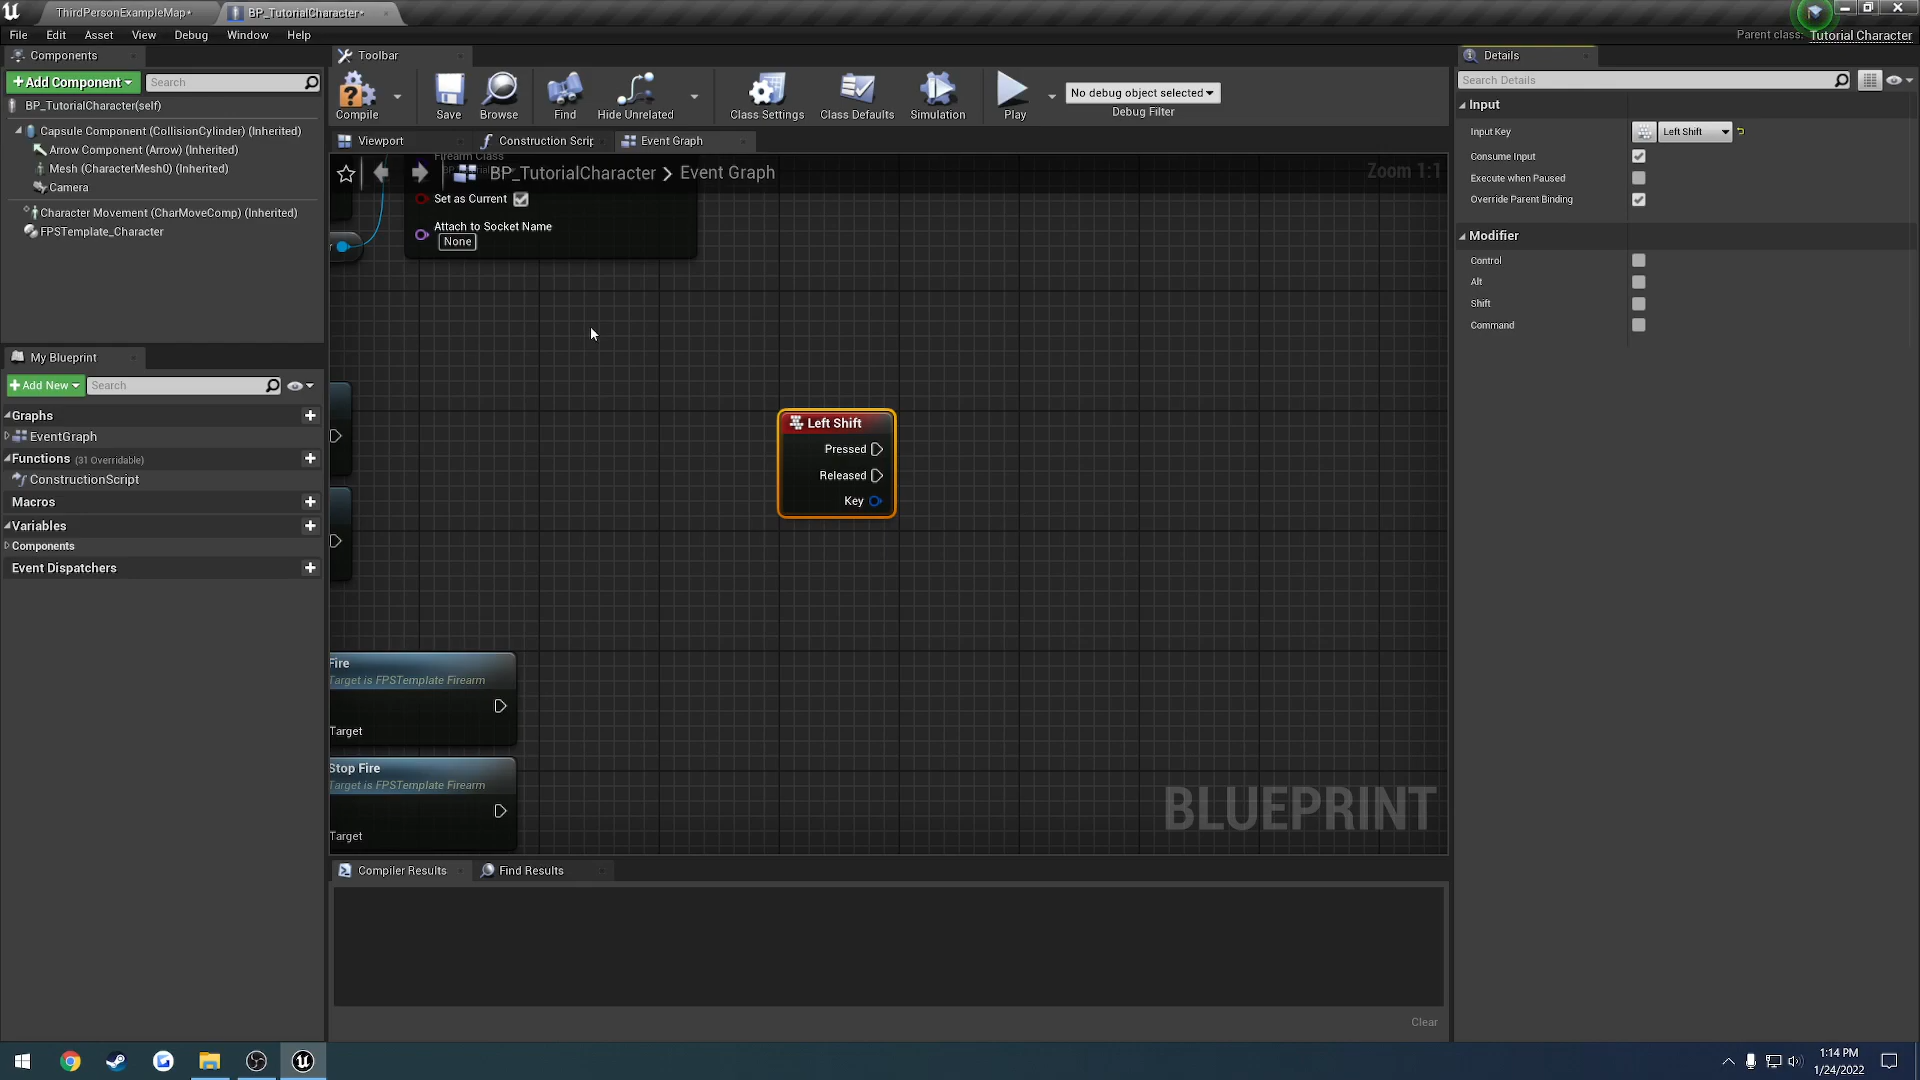 ThirdPersonExampleMap*
BP_TutorialCharacter*
File Edit Asset View Debug Window Help
Parent class: Tutorial Character
Components
Add Component
Search
BP_TutorialCharacter(self)
Capsule Component (CollisionCylinder) (Inherited)
Arrow Component (Arrow) (Inherited)
Mesh (CharacterMesh0) (Inherited)
Camera
Character Movement (CharMoveComp) (Inherited)
FPSTemplate_Character
My Blueprint
Add New
Search
Graphs
EventGraph
Functions (31 Overridable)
ConstructionScript
Macros
Variables
Components
Event Dispatchers
Toolbar
Compile
Save
Browse
Find
Hide Unrelated
Class Settings
Class Defaults
Simulation
Play
No debug object selected
Debug Filter
Viewport
Construction Scrip
Event Graph
Firearm Class
BP_TutorialCharacter > Event Graph
Zoom 1:1
Set as Current
Attach to Socket Name
None
Left Shift
Pressed
Released
Key
Fire
Target is FPSTemplate Firearm
Target
Stop Fire
Target is FPSTemplate Firearm
Target
BLUEPRINT
Compiler Results
Find Results
Clear
Details
Search Details
Input
Input Key
Left Shift
Consume Input
Execute when Paused
Override Parent Binding
Modifier
Control
Alt
Shift
Command
1:14 PM
1/24/2022